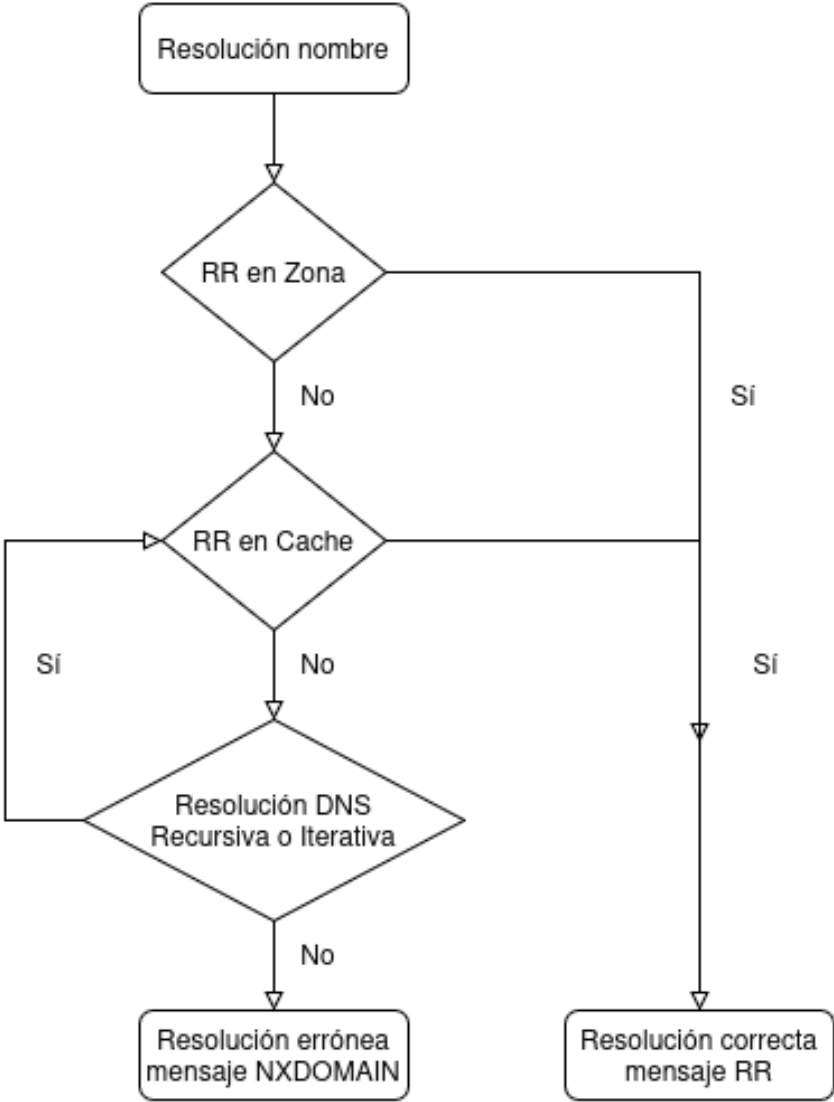 Resolución nombre
RR en Zona
No
Sí
RR en Cache
Sí
No
Sí
Resolución DNS
Recursiva o Iterativa
No
Resolución errónea
mensaje NXDOMAIN
Resolución correcta
mensaje RR